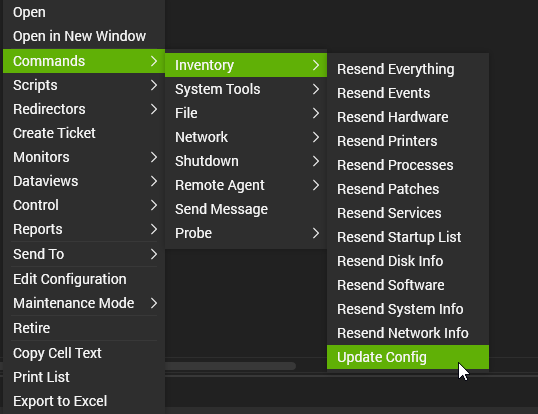 Open
Open in New Window
Commands
Scripts
Redirectors
Create Ticket
Monitors
Dataviews
Control
Reports
Send To
Edit Configuration
Maintenance Mode
Retire
Copy Cell Text
Print List
Export to Excel
Inventory
System Tools
File
Network
Shutdown
Remote Agent
Send Message
Probe
Resend Everything
Resend Events
Resend Hardware
Resend Printers
Resend Processes
Resend Patches
Resend Services
Resend Startup List
Resend Disk Info
Resend Software
Resend System Info
Resend Network Info
Update Config